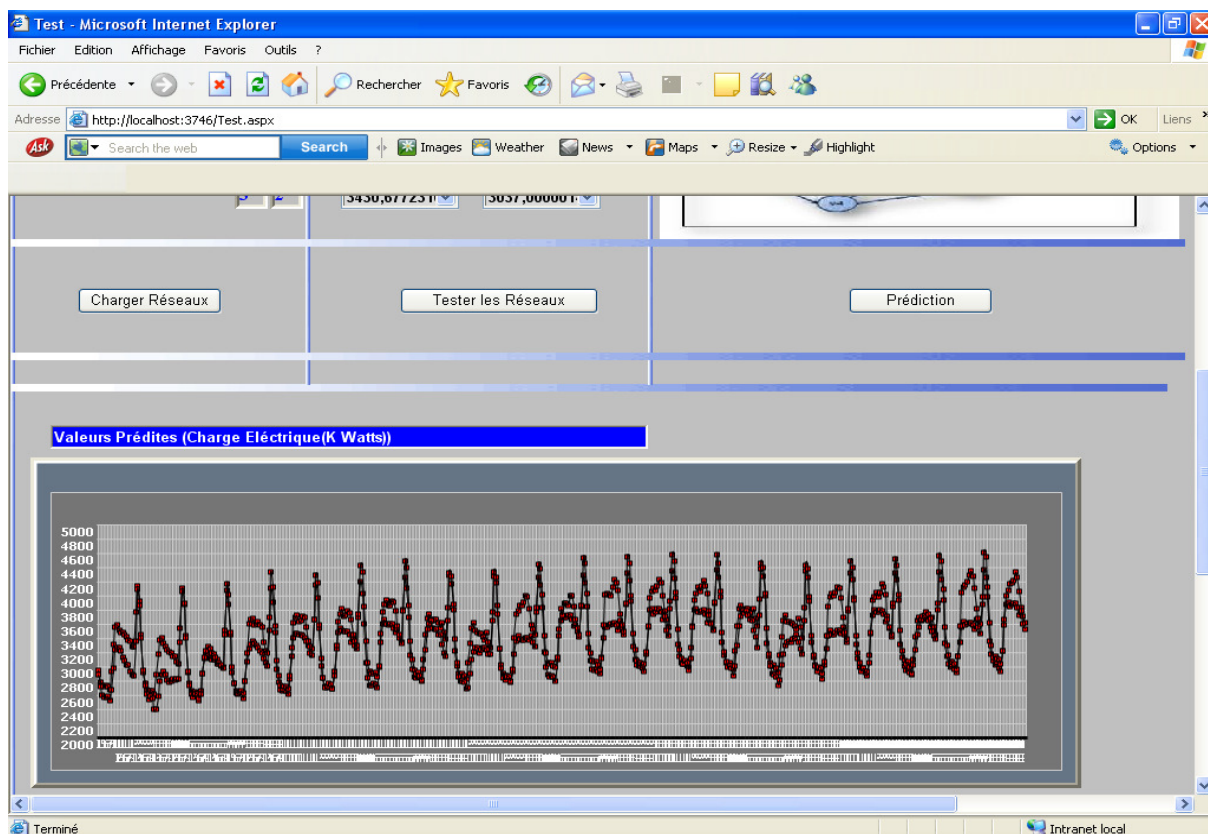 Test - Microsoft Internet Explorer
Fichier Edition Affichage Favoris Outils ?
Précédente Rechercher Favoris
Adresse http://localhost:3746/Test.aspx OK Liens
Ask Search the web Search Images Weather News Maps Resize Highlight Options
Charger Réseaux Tester les Réseaux Prédiction
Valeurs Prédites (Charge Eléctrique(K Watts))
5000
4800
4600
4400
4200
4000
3800
3600
3400
3200
3000
2800
2600
2400
2200
2000
Terminé Intranet local